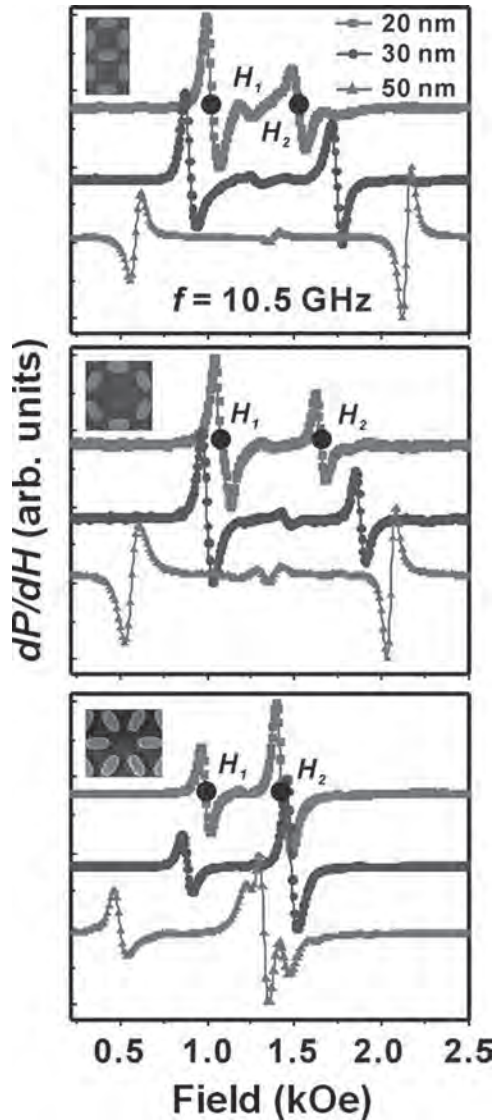 20 nm
30 nm
50 nm
H₁
H₂
f = 10.5 GHz
H₁
H₂
H₁
H₂
dP/dH (arb. units)
0.5 1.0 1.5 2.0 2.5
Field (kOe)